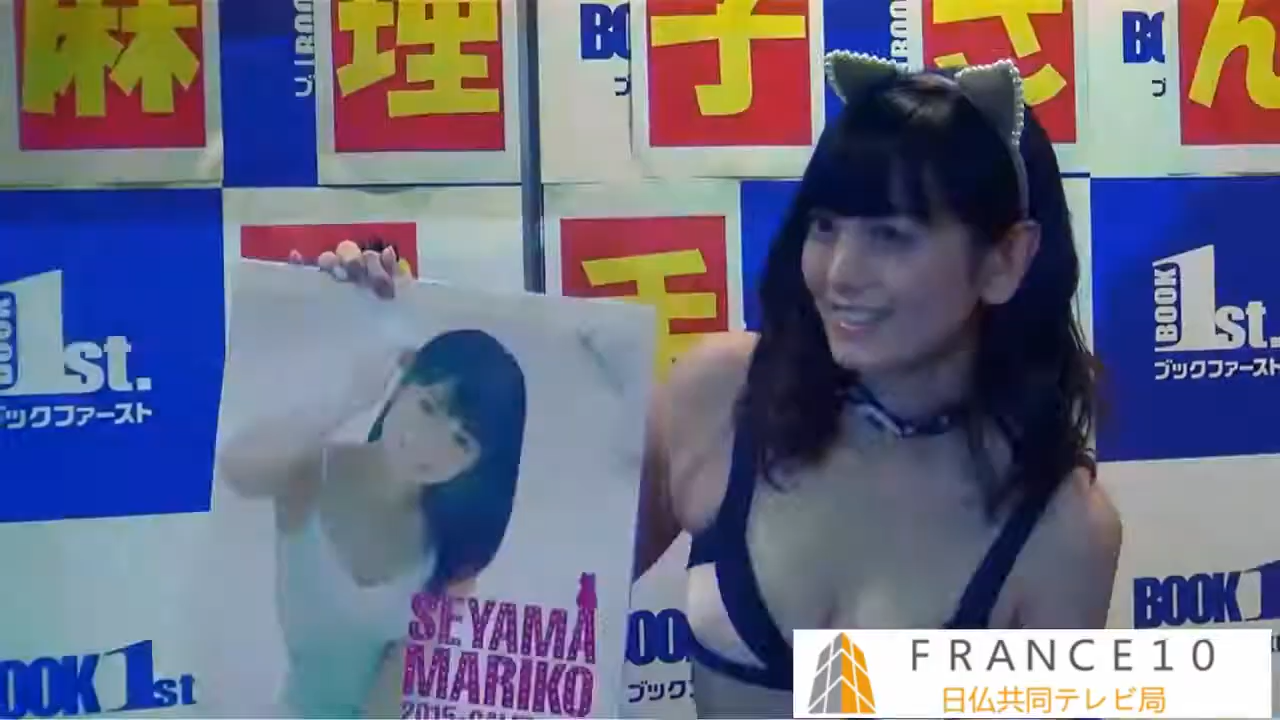 麻理子さん
BOOK 1st.
ブックファースト
BOOK 1st.
ブックファースト
SEYAMA
MARIKO
BOOK 1st
FRANCE10
日仏共同テレビ局